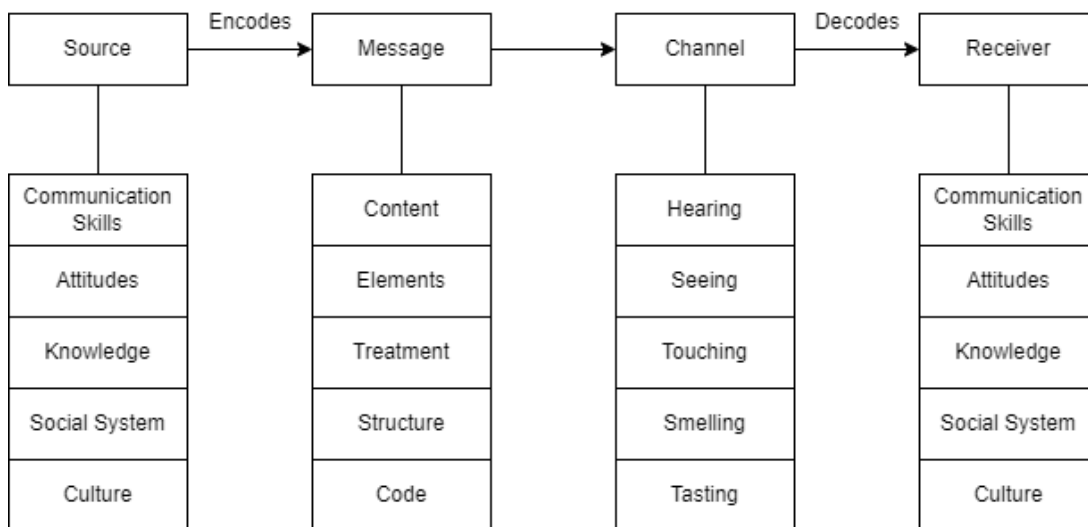 Encodes
Decodes
Source
Message
Channel
Receiver
Communication
Skills
Content
Hearing
Communication
Skills
Attitudes
Elements
Seeing
Attitudes
Knowledge
Treatment
Touching
Knowledge
Social System
Structure
Smelling
Social System
Culture
Code
Tasting
Culture